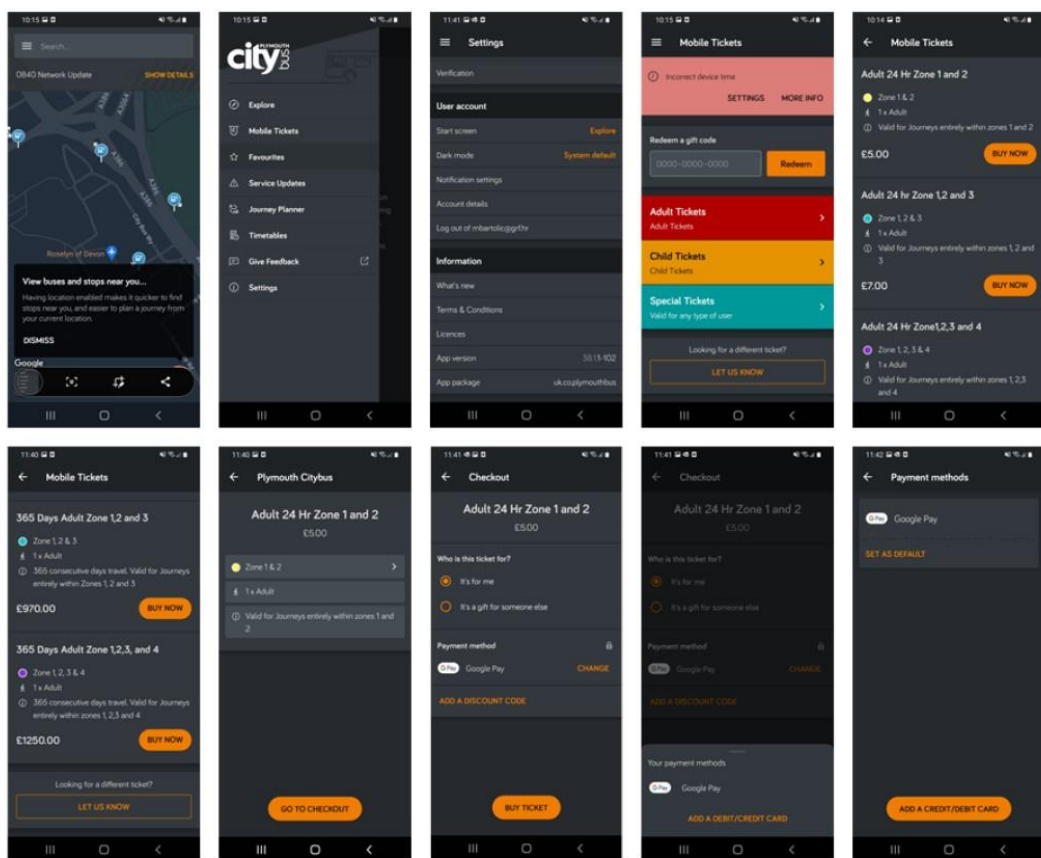 10:15
Search...
0840 Network Update SHOW DETAILS
A386
A3064
A386
A386
City Bus Wy
Roselyn of Devon
View buses and stops near you...
Having location enabled makes it quicker to find
stops near you, and easier to plan a journey from
your current location.
DISMISS
Google
10:15
PLYMOUTH
city
bus
Explore
Mobile Tickets
Favourites
Service Updates
Journey Planner
Timetables
Give Feedback
Settings
11:41
Settings
Verification
User account
Start screen Explore
Dark mode System default
Notification settings
Account details
Log out of mbartolic@grf.hr
Information
What's new
Terms & Conditions
Licences
App version
App package uk.co.plymouthbus
10:15
Mobile Tickets
Incorrect device time
SETTINGS MORE INFO
Redeem a gift code
0000-0000-0000 Redeem
Adult Tickets
Adult Tickets
Child Tickets
Child Tickets
Special Tickets
Valid for any type of user
Looking for a different ticket?
LET US KNOW
10:14
Mobile Tickets
Adult 24 Hr Zone 1 and 2
Zone 1 & 2
1 x Adult
Valid for Journeys entirely within zones 1 and 2
£5.00 BUY NOW
Adult 24 hr Zone 1,2 and 3
Zone 1, 2 & 3
1 x Adult
Valid for Journeys entirely within zones 1, 2 and
3
£7.00 BUY NOW
Adult 24 Hr Zone1,2,3 and 4
Zone 1, 2, 3 & 4
1 x Adult
Valid for Journeys entirely within zones 1, 2,3
and 4
11:40
Mobile Tickets
365 Days Adult Zone 1,2 and 3
Zone 1, 2 & 3
1 x Adult
365 consecutive days travel. Valid for Journeys
entirely within Zones 1, 2 and 3
£970.00 BUY NOW
365 Days Adult Zone 1,2,3, and 4
Zone 1, 2, 3 & 4
1 x Adult
365 consecutive days travel. Valid for Journeys
entirely within zones 1, 2,3 and 4
£1250.00 BUY NOW
Looking for a different ticket?
LET US KNOW
11:40
Plymouth Citybus
Adult 24 Hr Zone 1 and 2
£5.00
Zone 1 & 2
1 x Adult
Valid for Journeys entirely within zones 1 and
2
GO TO CHECKOUT
11:41
Checkout
Adult 24 Hr Zone 1 and 2
£5.00
Who is this ticket for?
It's for me
It's a gift for someone else
Payment method
G Pay Google Pay CHANGE
ADD A DISCOUNT CODE
BUY TICKET
11:41
Checkout
Adult 24 Hr Zone 1 and 2
£5.00
Who is this ticket for?
It's for me
It's a gift for someone else
Payment method
G Pay Google Pay CHANGE
ADD A DISCOUNT CODE
Your payment methods
G Pay Google Pay
ADD A DEBIT/CREDIT CARD
11:42
Payment methods
G Pay Google Pay
SET AS DEFAULT
ADD A CREDIT/DEBIT CARD